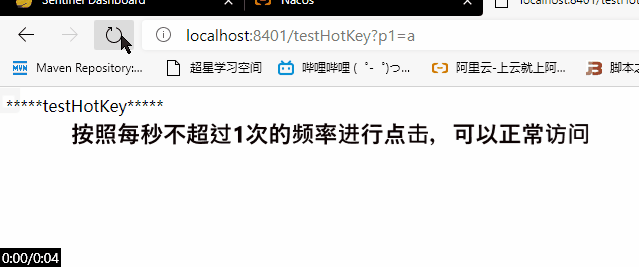 Sentinel Dashboard
Nacos
localhost:8401/testHotKey?p1=a
localhost:8401/testHotKey?p1=a
Maven Repository:...
超星学习空间
哔哩哔哩 (゜-゜)つ...
阿里云-上云就上阿...
脚本之
*****testHotKey*****
按照每秒不超过1次的频率进行点击，可以正常访问
0:00/0:04